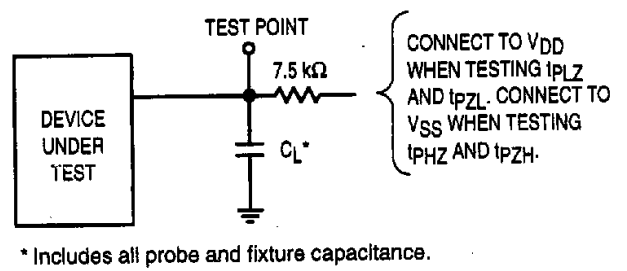 TEST POINT
7.5 kΩ
CONNECT TO VDD
WHEN TESTING tPLZ
AND tPZL. CONNECT TO
VSS WHEN TESTING
tPHZ AND tPZH.
DEVICE
UNDER
TEST
CL*
* Includes all probe and fixture capacitance.